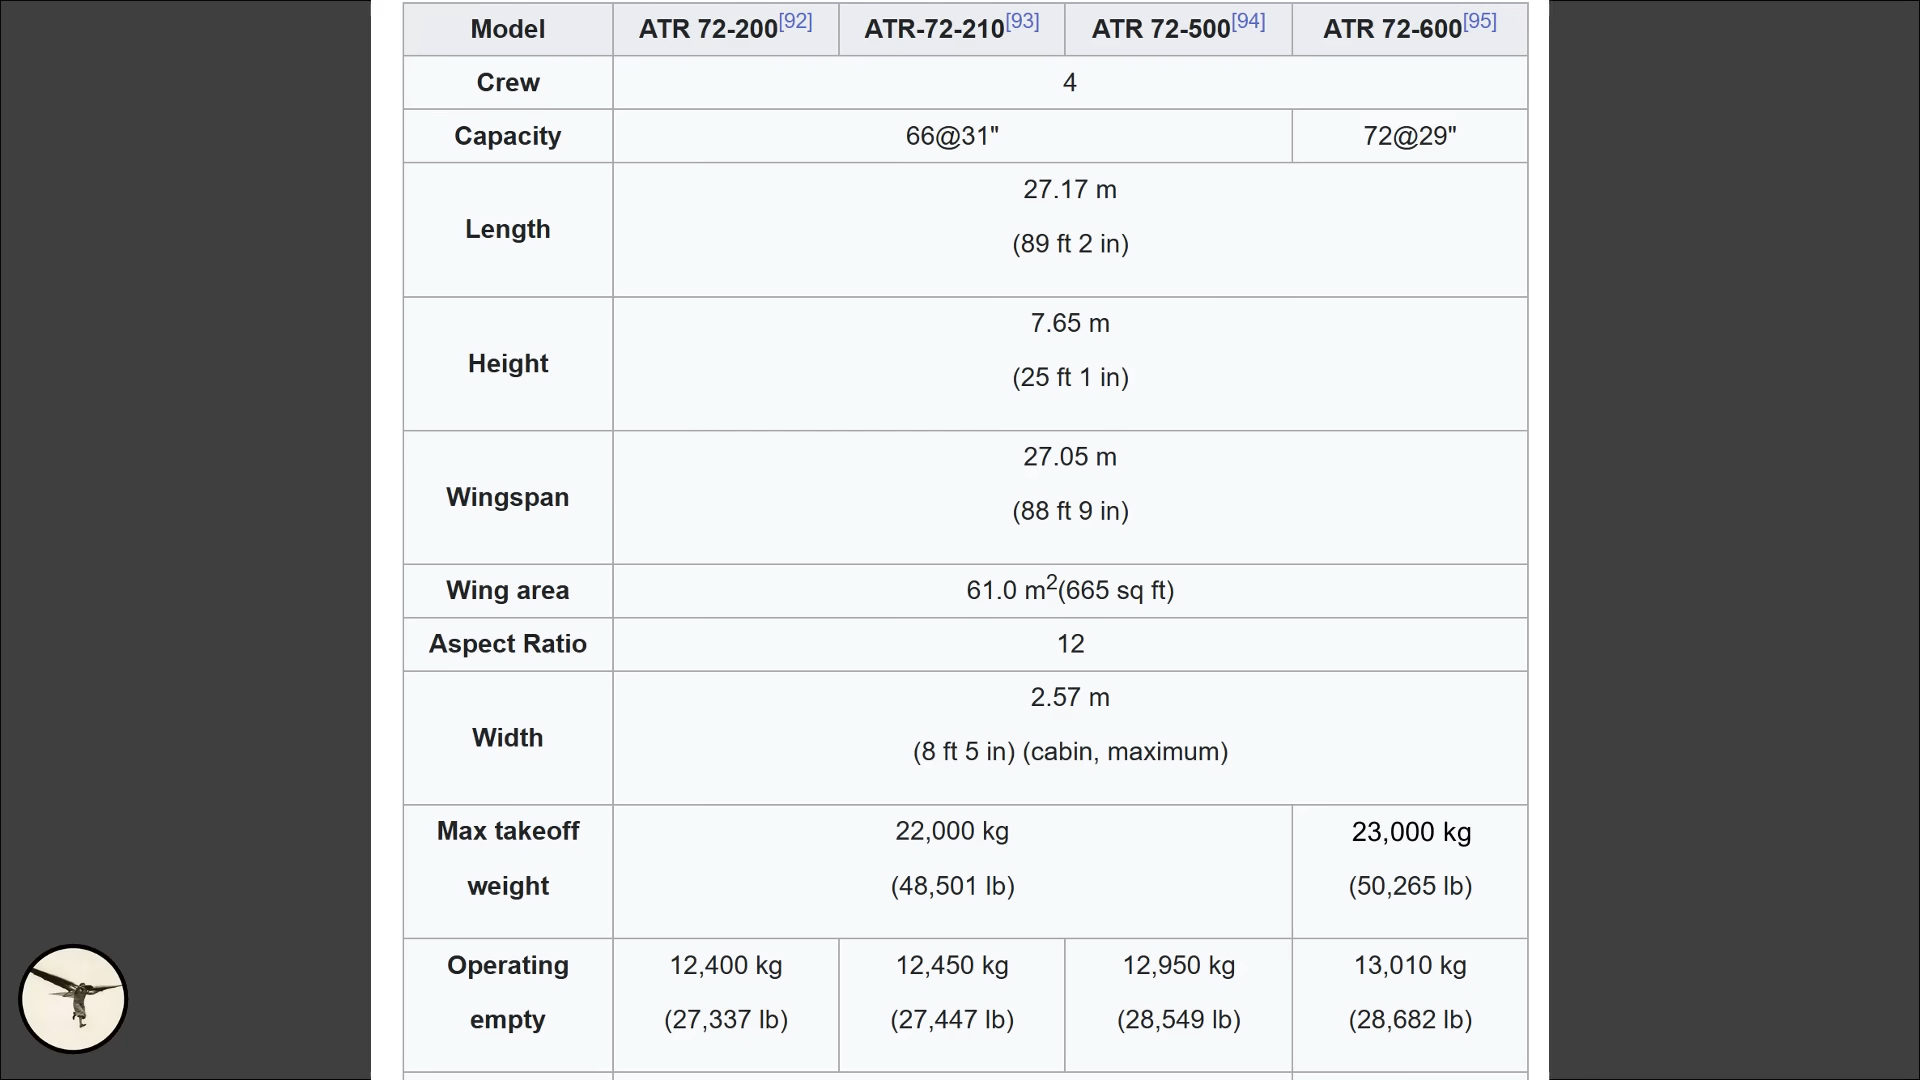 Model ATR 72-200[92] ATR-72-210[93] ATR 72-500[94] ATR 72-600[95]
Crew 4
Capacity 66@31" 72@29"
Length 27.17 m
(89 ft 2 in)
Height 7.65 m
(25 ft 1 in)
Wingspan 27.05 m
(88 ft 9 in)
Wing area 61.0 m2(665 sq ft)
Aspect Ratio 12
Width 2.57 m
(8 ft 5 in) (cabin, maximum)
Max takeoff 22,000 kg 23,000 kg
weight (48,501 lb) (50,265 lb)
Operating 12,400 kg 12,450 kg 12,950 kg 13,010 kg
empty (27,337 lb) (27,447 lb) (28,549 lb) (28,682 lb)